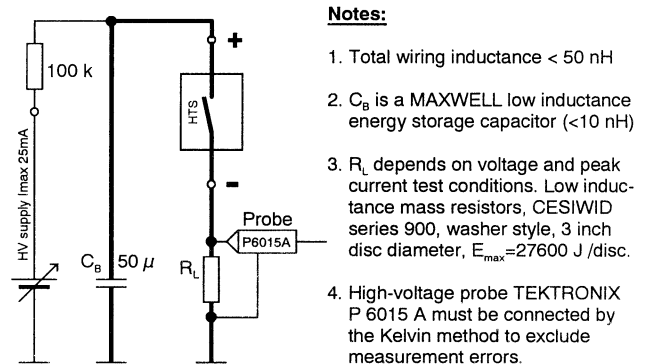 100 k
HV supply Imax 25mA
C_B 50 μ
+
HTS
-
Probe
P6015A
R_L
Notes:
1. Total wiring inductance < 50 nH
2. C_B is a MAXWELL low inductance
energy storage capacitor (<10 nH)
3. R_L depends on voltage and peak
current test conditions. Low induc-
tance mass resistors, CESIWID
series 900, washer style, 3 inch
disc diameter, E_max=27600 J /disc.
4. High-voltage probe TEKTRONIX
P 6015 A must be connected by
the Kelvin method to exclude
measurement errors.